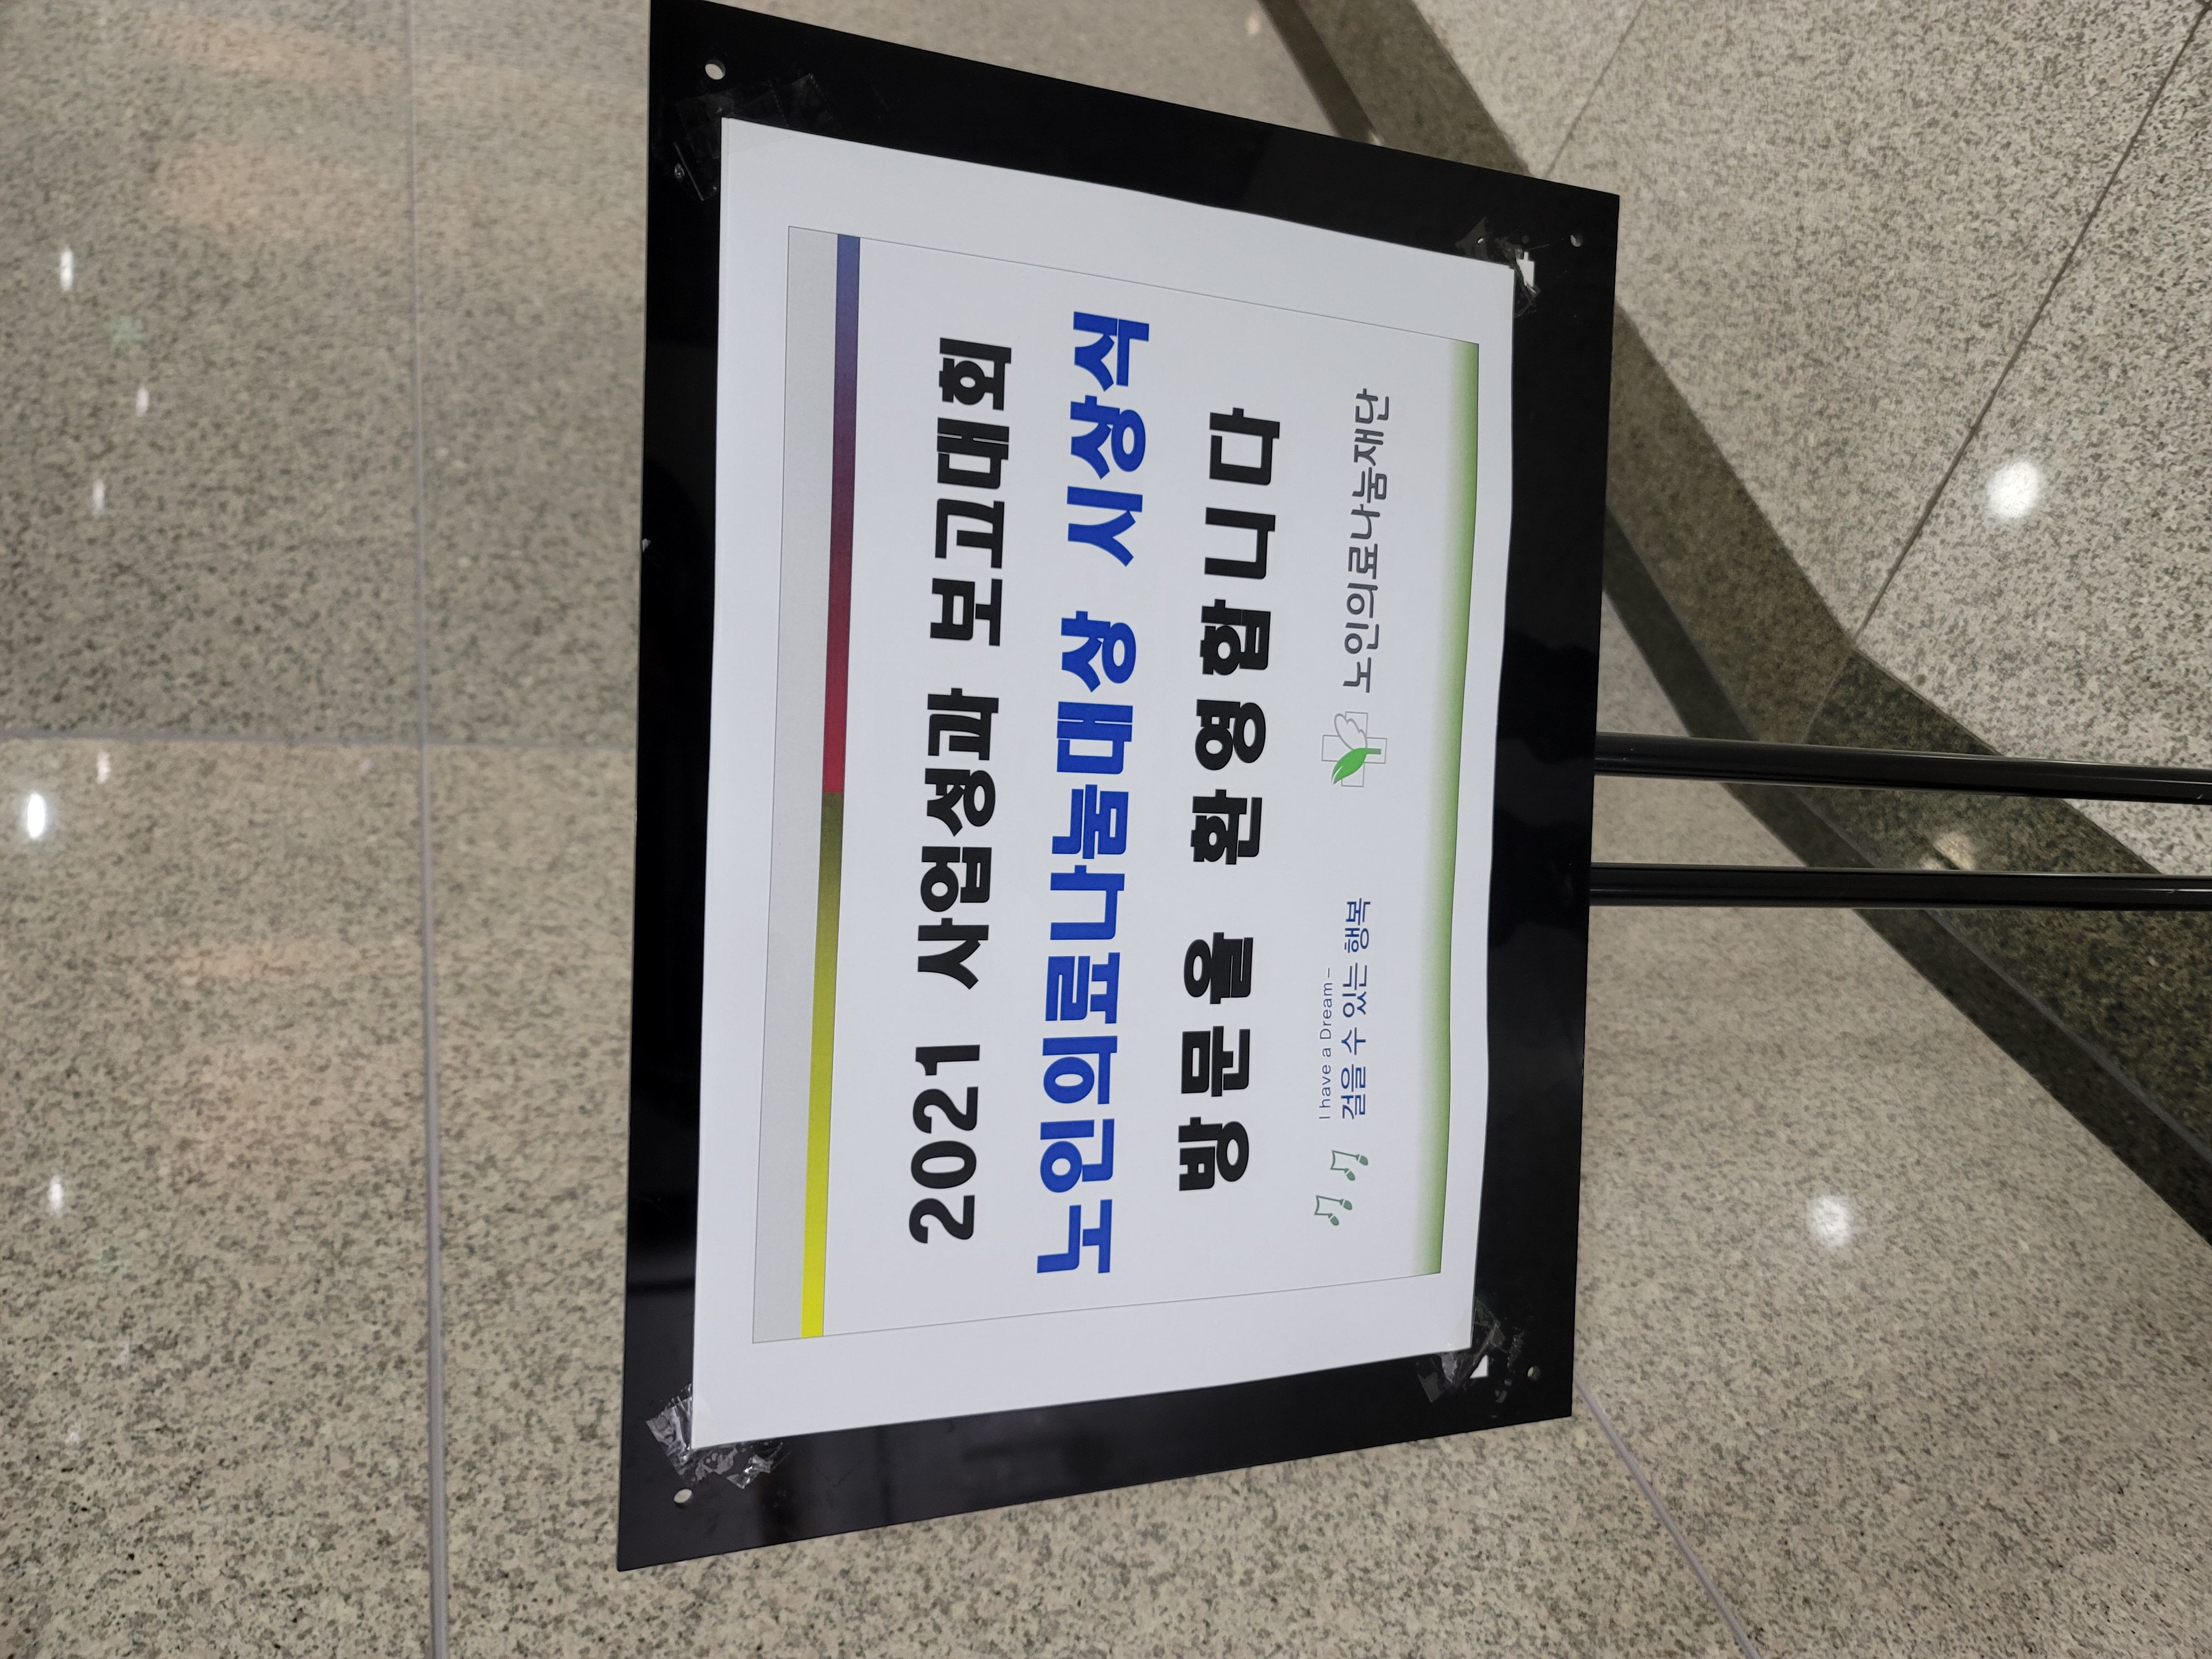 2021 사업성과 보고대회
노인의료나눔대상 시상식
방문을 환영합니다
I have a Dream-
걸을 수 있는 행복
노인의료나눔재단